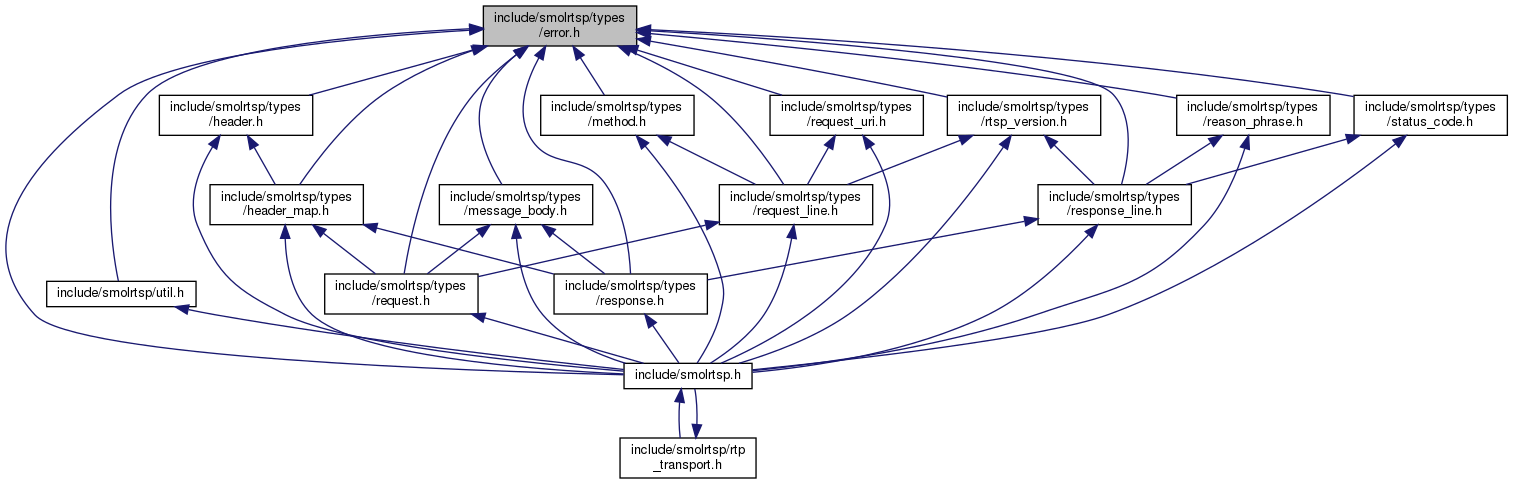 include/smolrtsp/types
/error.h
include/smolrtsp/types
/header.h
include/smolrtsp/types
/method.h
include/smolrtsp/types
/request_uri.h
include/smolrtsp/types
/rtsp_version.h
include/smolrtsp/types
/reason_phrase.h
include/smolrtsp/types
/status_code.h
include/smolrtsp/types
/header_map.h
include/smolrtsp/types
/message_body.h
include/smolrtsp/types
/request_line.h
include/smolrtsp/types
/response_line.h
include/smolrtsp/util.h
include/smolrtsp/types
/request.h
include/smolrtsp/types
/response.h
include/smolrtsp.h
include/smolrtsp/rtp
_transport.h